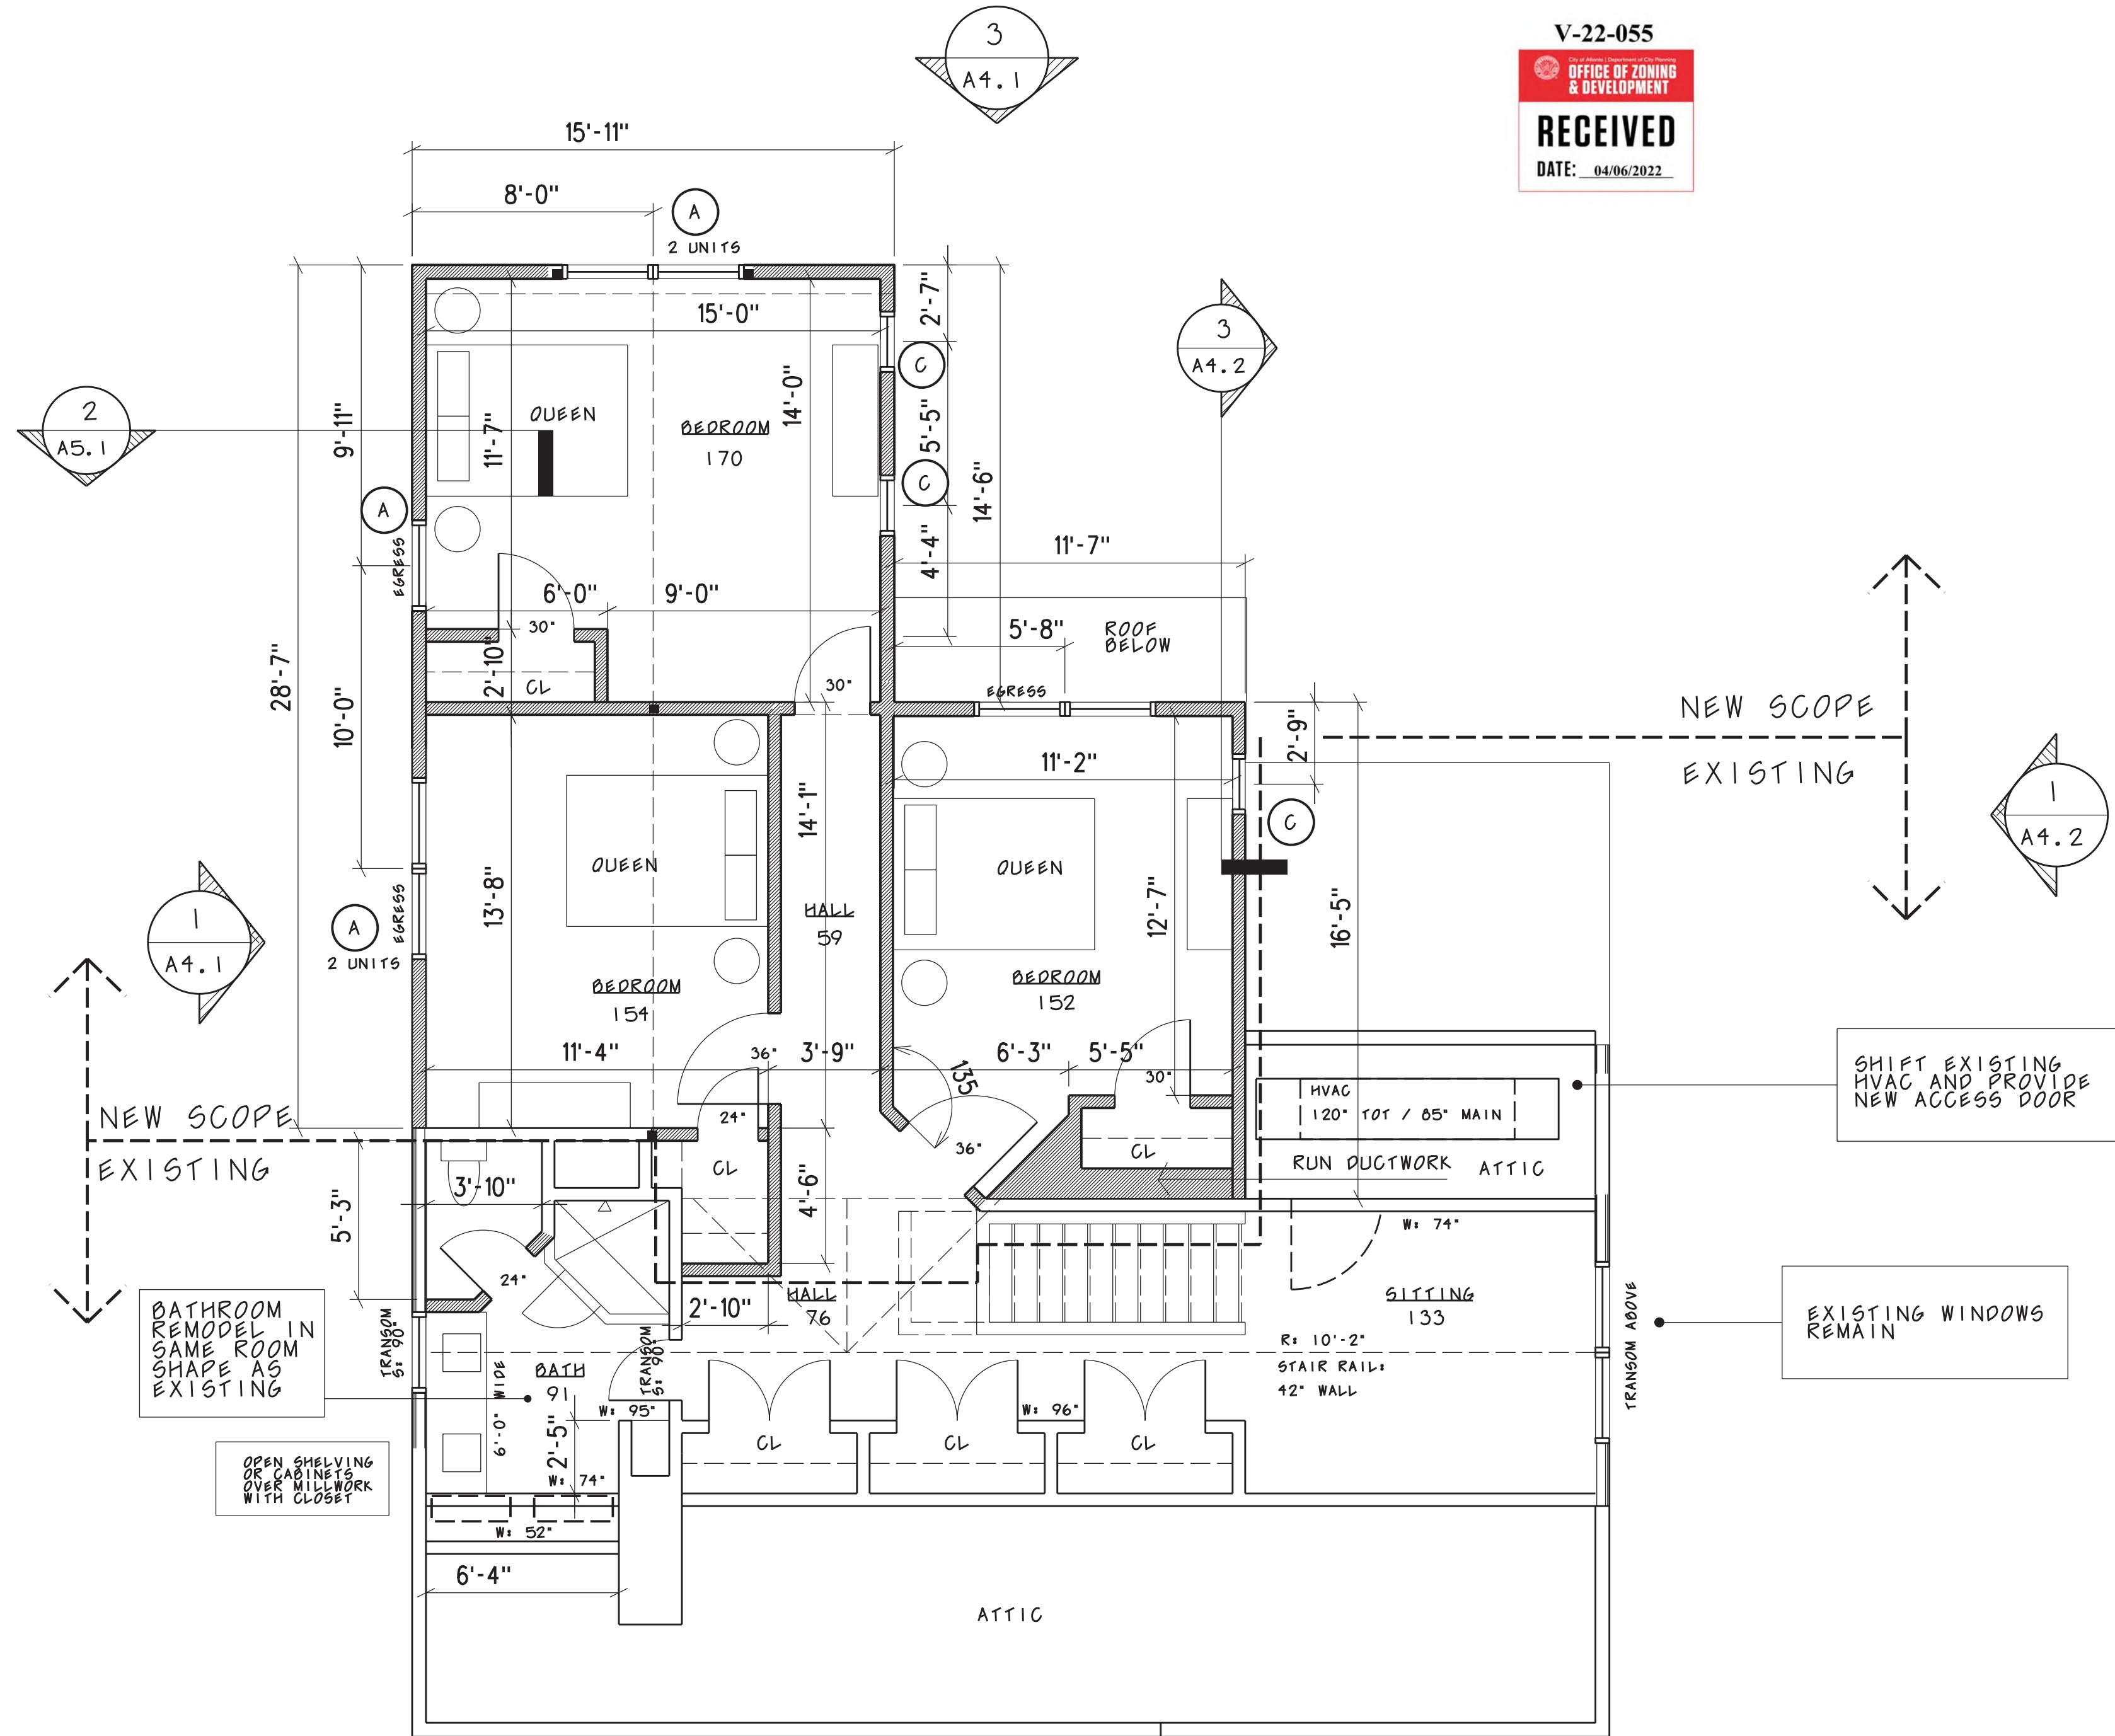 V-22-055
City of Atlanta | Department of City Planning
OFFICE OF ZONING
& DEVELOPMENT
RECEIVED
DATE: 04/06/2022
3
A4.1
15'-11"
8'-0"
A
2 UNITS
15'-0"
2'-7"
C
3
A4.2
2
A5.1
9'-11"
11'-7"
QUEEN
BEDROOM
170
14'-0"
5'-5"
C
14'-6"
4'-4"
A
EGRESS
11'-7"
6'-0"
9'-0"
30"
5'-8"
ROOF
BELOW
28'-7"
2'-10"
CL
30"
EGRESS
10'-0"
NEW SCOPE
EXISTING
2'-9"
11'-2"
C
1
A4.2
14'-1"
QUEEN
QUEEN
13'-8"
12'-7"
16'-5"
HALL
59
1
A4.1
A
2 UNITS
EGRESS
BEDROOM
154
BEDROOM
152
11'-4"
36"
3'-9"
135
6'-3"
5'-5"
30"
24"
36"
HVAC
120" TOT / 85" MAIN
SHIFT EXISTING
HVAC AND PROVIDE
NEW ACCESS DOOR
NEW SCOPE
EXISTING
CL
CL
RUN DUCTWORK
ATTIC
3'-10"
5'-3"
4'-6"
W: 74"
24"
BATHROOM
REMODEL IN
SAME ROOM
SHAPE AS
EXISTING
TRANSOM
S: 90"
2'-10"
HALL
76
SITTING
133
R: 10'-2"
STAIR RAIL:
42" WALL
TRANSOM ABOVE
EXISTING WINDOWS
REMAIN
TRANSOM
S: 90"
6'-0" WIDE
BATH
91
W: 95"
2'-5"
W: 96"
CL
CL
CL
OPEN SHELVING
OR CABINETS
OVER MILLWORK
WITH CLOSET
W: 74"
W: 52"
6'-4"
ATTIC